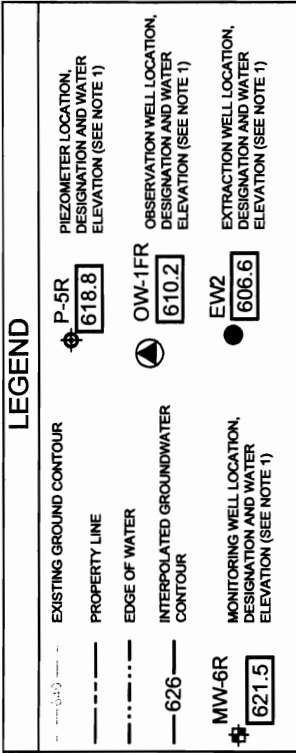 LEGEND
EXISTING GROUND CONTOUR
PROPERTY LINE
EDGE OF WATER
626
INTERPOLATED GROUNDWATER
CONTOUR
MW-6R
621.5
MONITORING WELL LOCATION,
DESIGNATION AND WATER
ELEVATION (SEE NOTE 1)
P-5R
618.8
PIEZOMETER LOCATION,
DESIGNATION AND WATER
ELEVATION (SEE NOTE 1)
OW-1FR
610.2
OBSERVATION WELL LOCATION,
DESIGNATION AND WATER
ELEVATION (SEE NOTE 1)
EW2
606.6
EXTRACTION WELL LOCATION,
DESIGNATION AND WATER
ELEVATION (SEE NOTE 1)